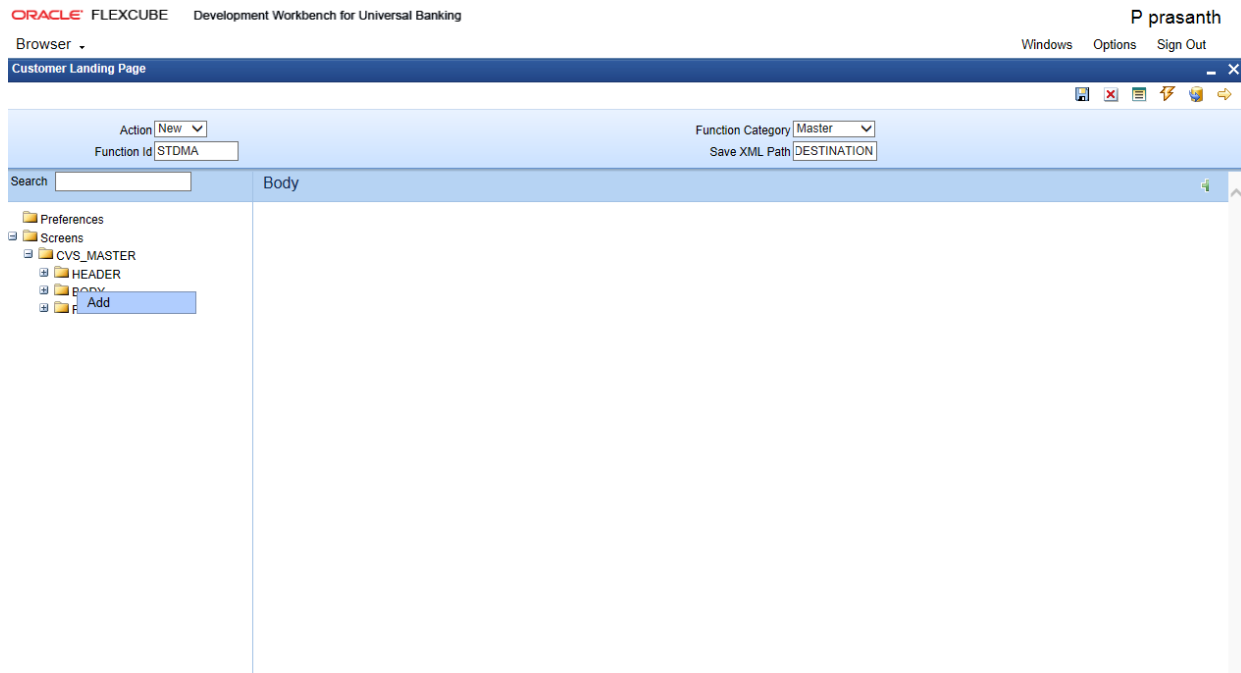 ORACLE FLEXCUBE Development Workbench for Universal Banking P prasanth
Browser Windows Options Sign Out
Customer Landing Page
Action New Function Category Master
Function Id STDMA Save XML Path DESTINATION
Search Body
Preferences
Screens
CVS_MASTER
HEADER
BODY
Add